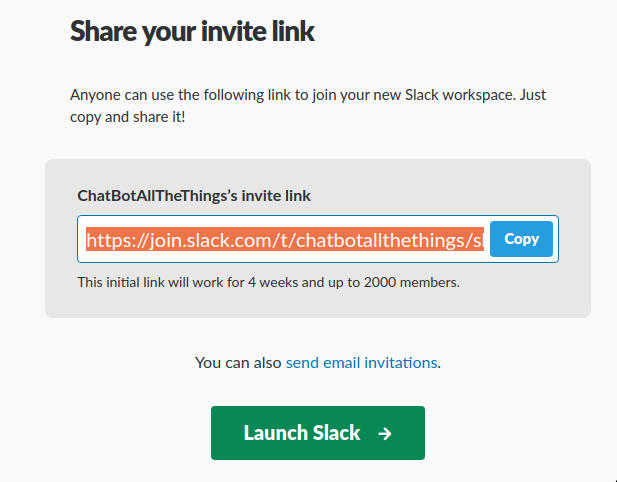 Share your invite link
Anyone can use the following link to join your new Slack workspace. Just
copy and share it!
ChatBotAllTheThings's invite link
https://join.slack.com/t/chatbotallthethings/s
Copy
This initial link will work for 4 weeks and up to 2000 members.
You can also send email invitations.
Launch Slack →